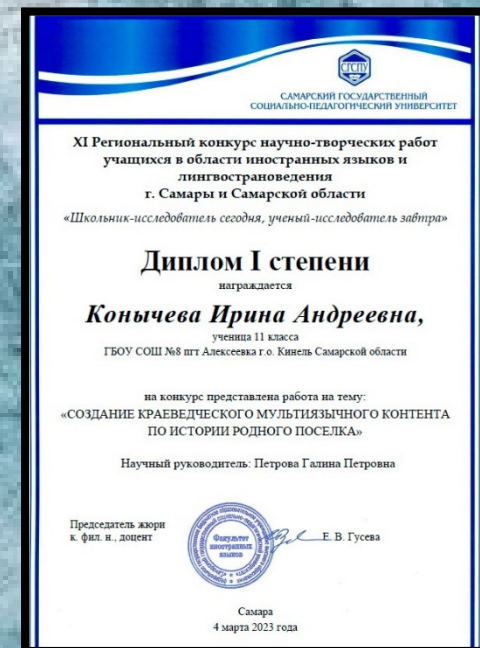 СГСПУ
САМАРСКИЙ ГОСУДАРСТВЕННЫЙ
СОЦИАЛЬНО-ПЕДАГОГИЧЕСКИЙ УНИВЕРСИТЕТ
XI Региональный конкурс научно-творческих работ
учащихся в области иностранных языков и
лингвострановедения
г. Самары и Самарской области
«Школьник-исследователь сегодня, ученый-исследователь завтра»
Диплом I степени
награждается
Конычева Ирина Андреевна,
ученица 11 класса
ГБОУ СОШ №8 пгт Алексеевка г.о. Кинель Самарской области
на конкурс представлена работа на тему:
«СОЗДАНИЕ КРАЕВЕДЧЕСКОГО МУЛЬТИЯЗЫЧНОГО КОНТЕНТА
ПО ИСТОРИИ РОДНОГО ПОСЕЛКА»
Научный руководитель: Петрова Галина Петровна
Председатель жюри
к. фил. н., доцент
Факультет
иностранных
языков
Е. В. Гусева
Самара
4 марта 2023 года